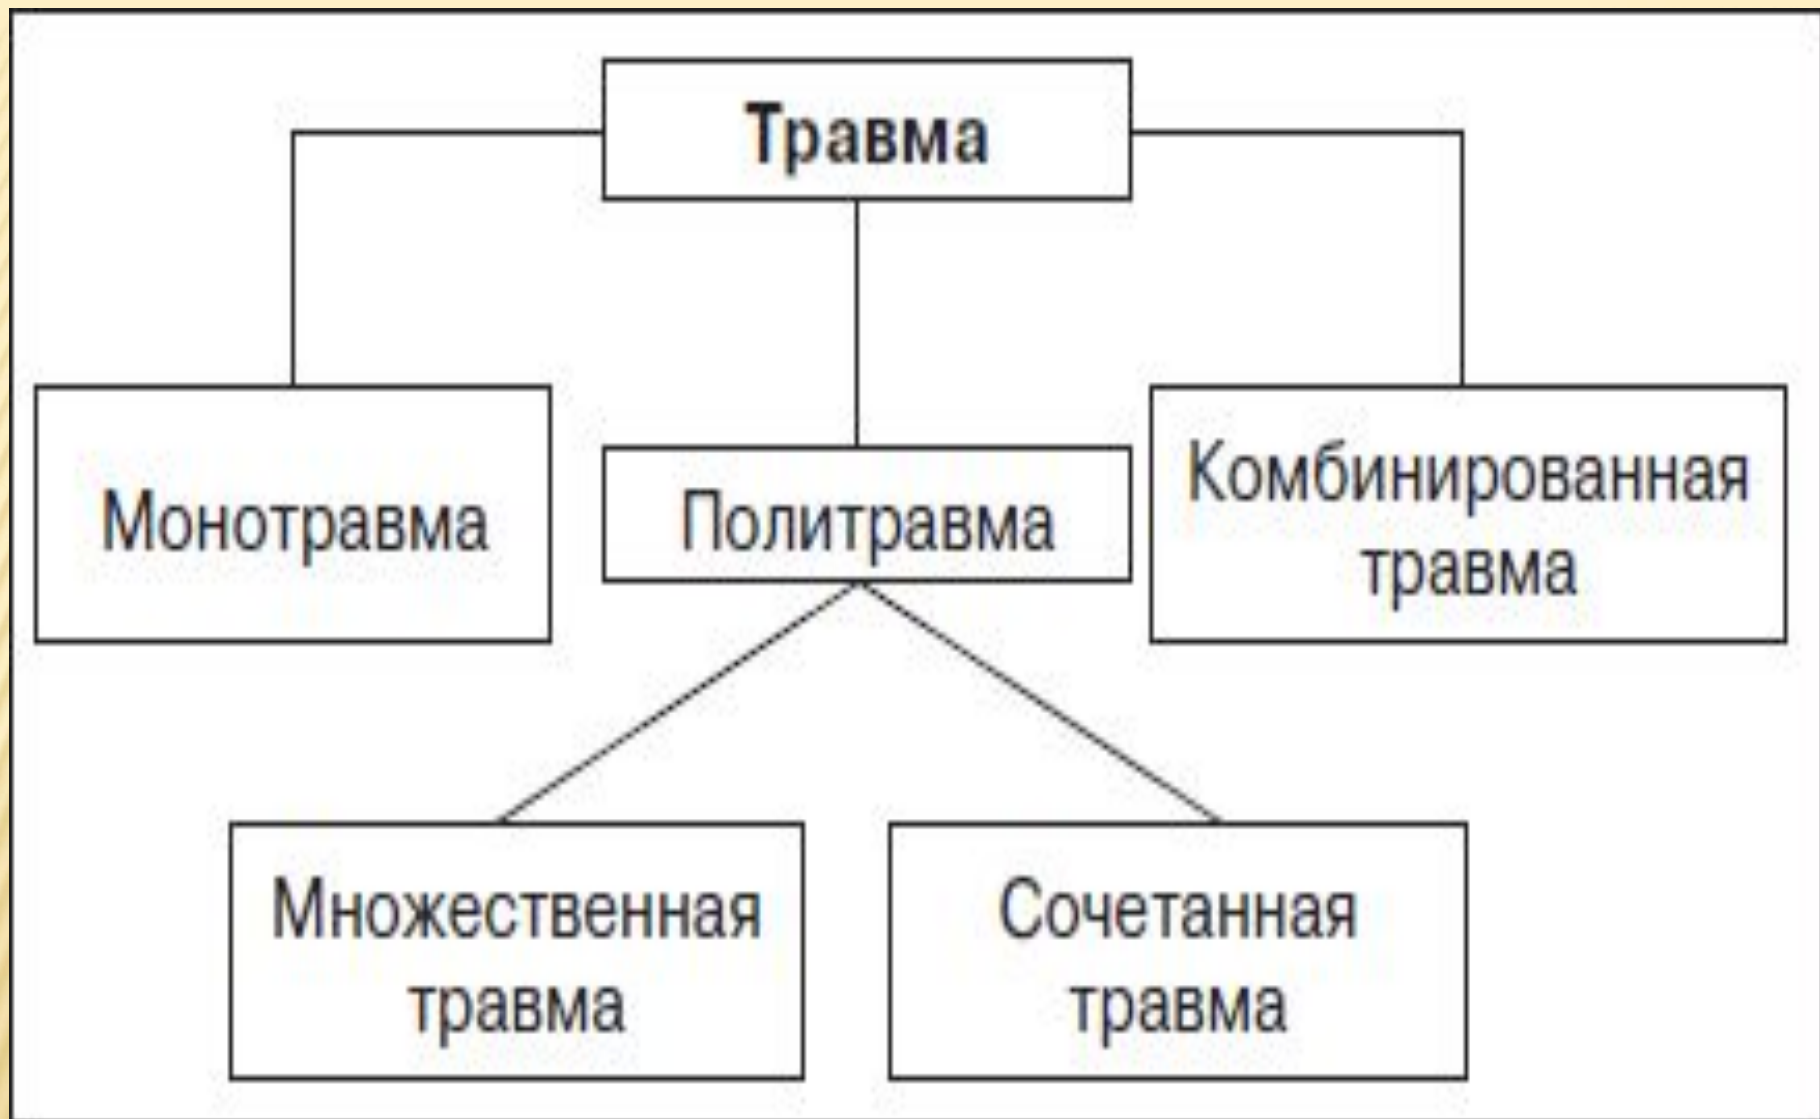 Травма
Монотравма
Политравма
Комбинированная
травма
Множественная
травма
Сочетанная
травма